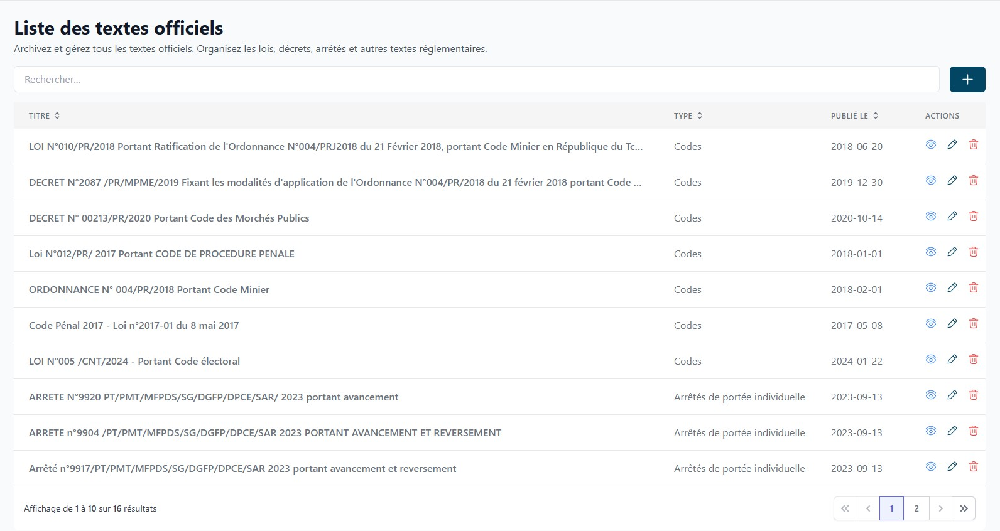 Liste des textes officiels
Archivez et gérez tous les textes officiels. Organisez les lois, décrets, arrêtés et autres textes réglementaires.
Rechercher...
TITRE TYPE PUBLIÉ LE ACTIONS
LOI N°010/PR/2018 Portant Ratification de l'Ordonnance N°004/PRJ2018 du 21 Février 2018, portant Code Minier en République du Tc... Codes 2018-06-20
DECRET N°2087 /PR/MPME/2019 Fixant les modalités d'application de l'Ordonnance N°004/PR/2018 du 21 février 2018 portant Code ... Codes 2019-12-30
DECRET N° 00213/PR/2020 Portant Code des Morchés Publics Codes 2020-10-14
Loi N°012/PR/ 2017 Portant CODE DE PROCEDURE PENALE Codes 2018-01-01
ORDONNANCE N° 004/PR/2018 Portant Code Minier Codes 2018-02-01
Code Pénal 2017 - Loi n°2017-01 du 8 mai 2017 Codes 2017-05-08
LOI N°005 /CNT/2024 - Portant Code électoral Codes 2024-01-22
ARRETE N°9920 PT/PMT/MFPDS/SG/DGFP/DPCE/SAR/ 2023 portant avancement Arrêtés de portée individuelle 2023-09-13
ARRETE n°9904 /PT/PMT/MFPDS/SG/DGFP/DPCE/SAR 2023 PORTANT AVANCEMENT ET REVERSEMENT Arrêtés de portée individuelle 2023-09-13
Arrêté n°9917/PT/PMT/MFPDS/SG/DGFP/DPCE/SAR 2023 portant avancement et reversement Arrêtés de portée individuelle 2023-09-13
Affichage de 1 à 10 sur 16 résultats 1 2